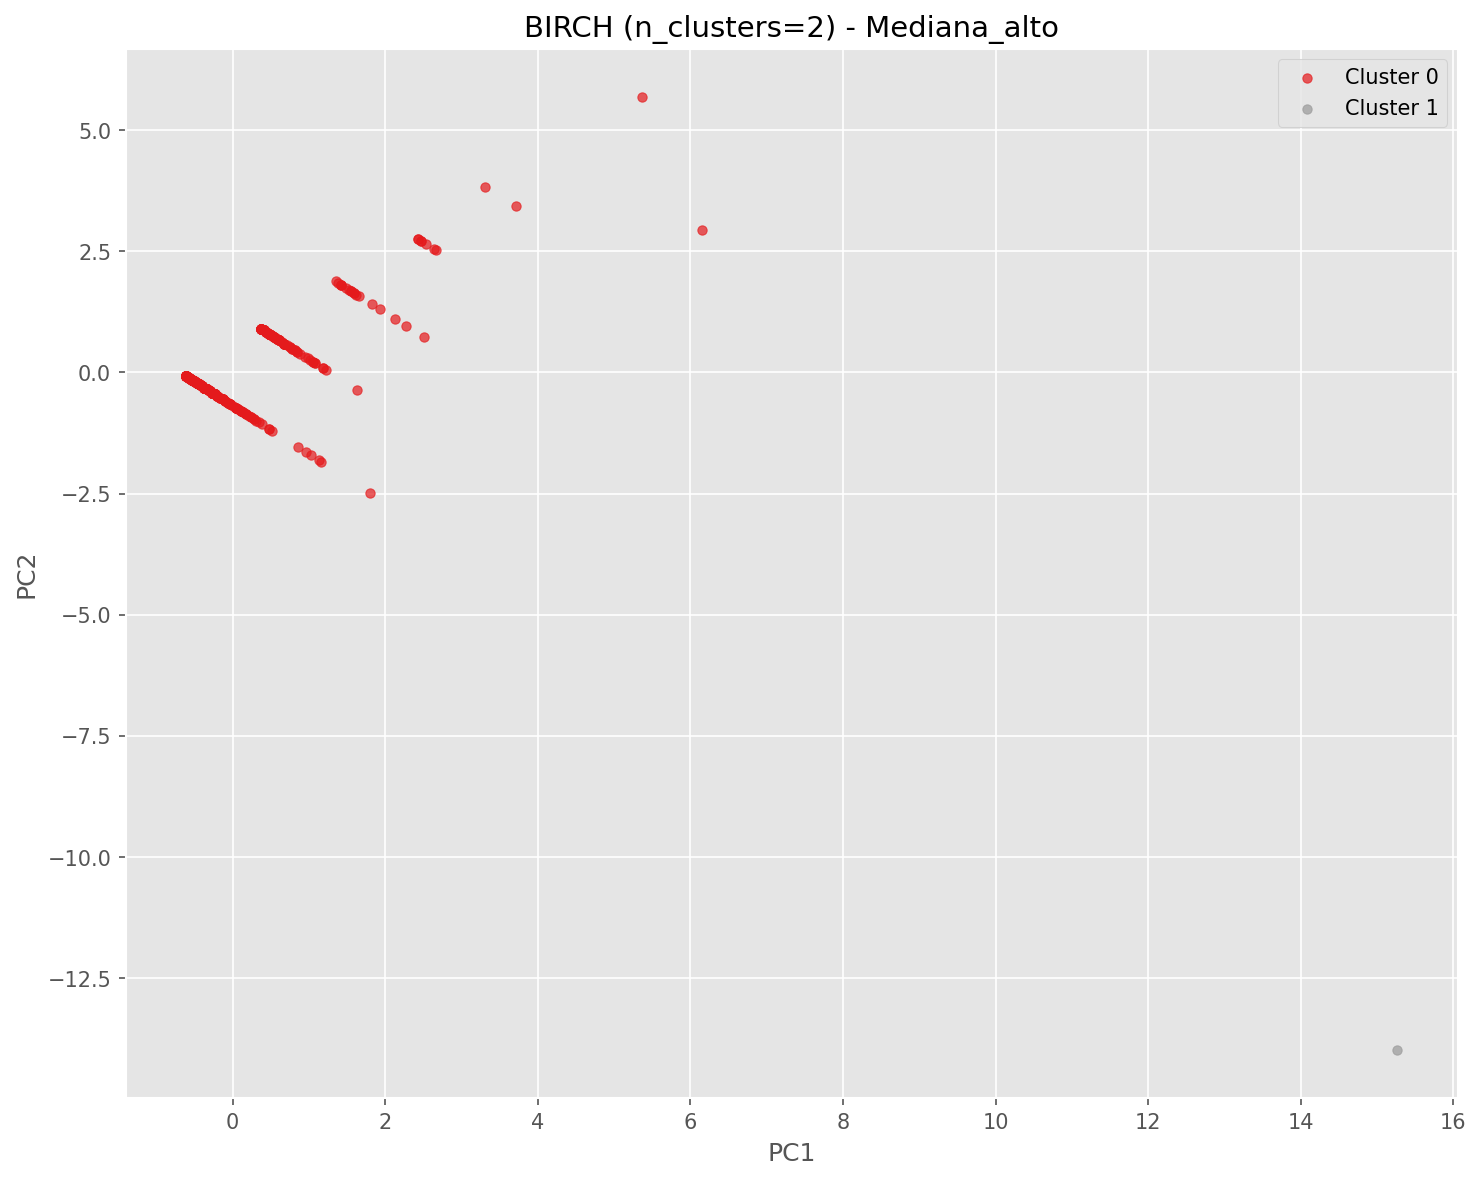 BIRCH (n_clusters=2) - Mediana_alto
Cluster 0
Cluster 1
5.0
2.5
0.0
−2.5
−5.0
−7.5
−10.0
−12.5
PC2
0 2 4 6 8 10 12 14 16
PC1